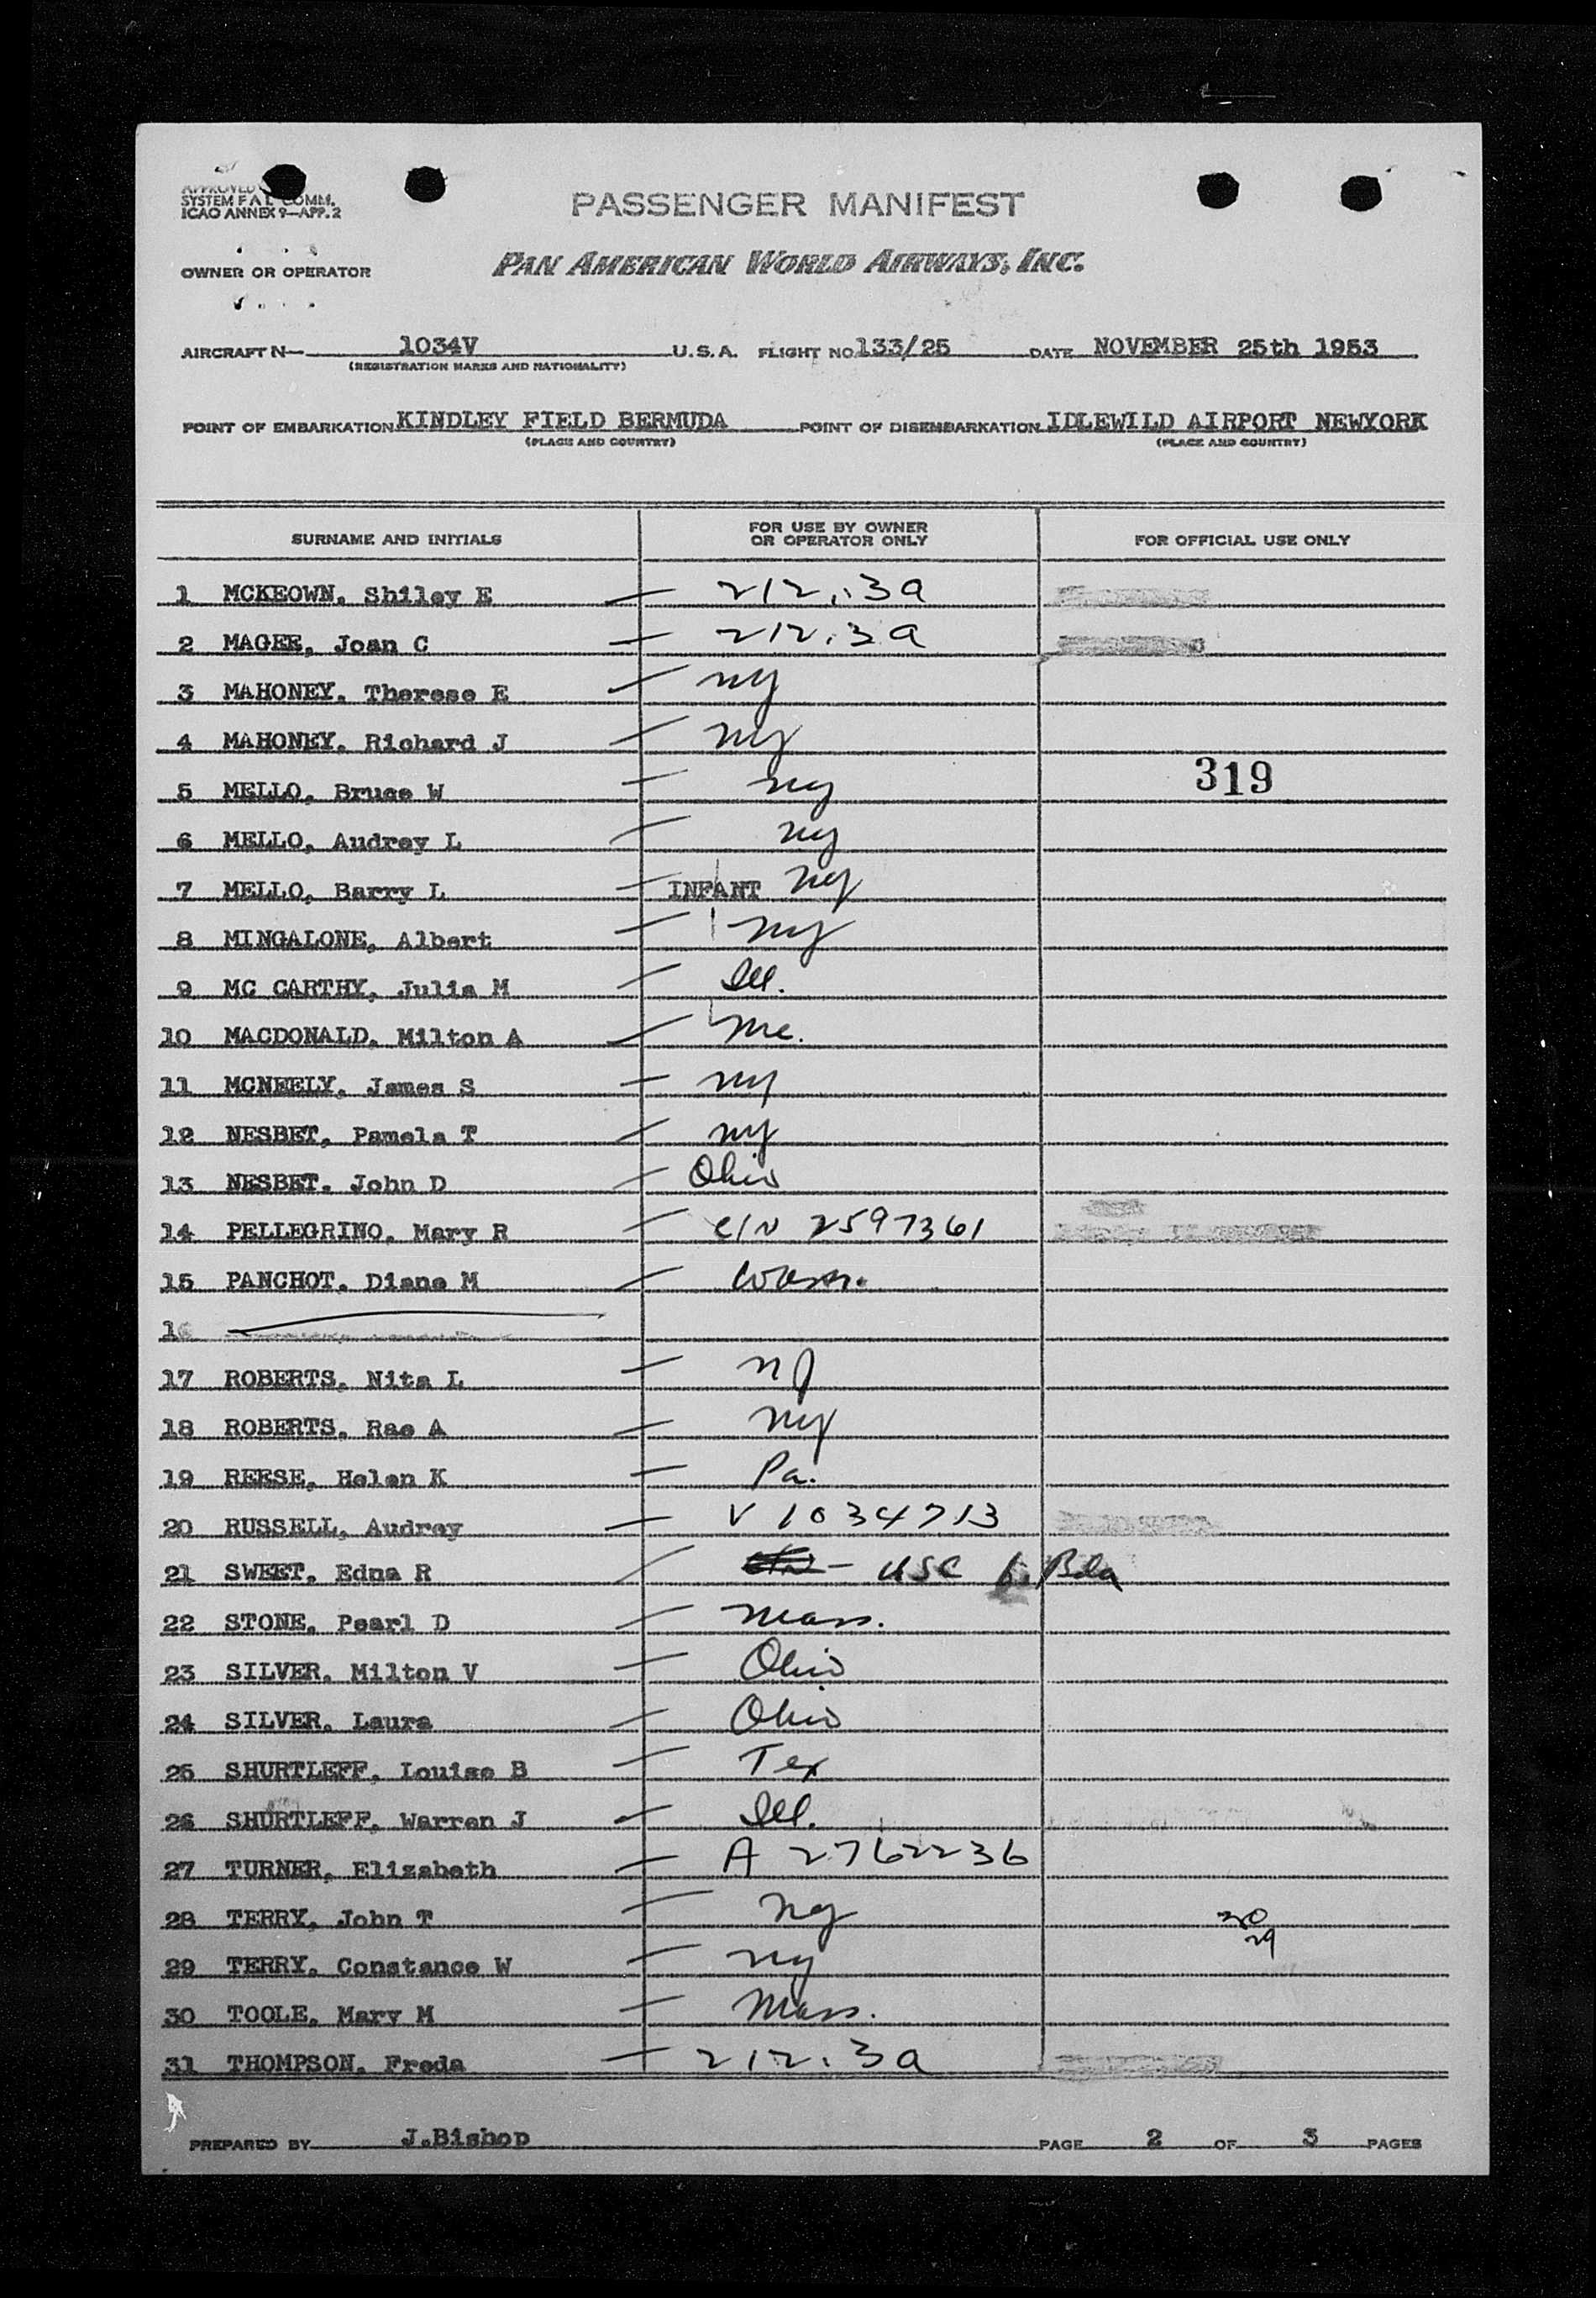 APPROVED
SYSTEM F A L COMM.
ICAO ANNEX 9—APP. 2
PASSENGER MANIFEST
OWNER OR OPERATOR PAN AMERICAN WORLD AIRWAYS, INC.
AIRCRAFT N— 1034V U.S.A. FLIGHT NO 133/25 DATE NOVEMBER 25th 1953
(REGISTRATION MARKS AND NATIONALITY)
POINT OF EMBARKATION KINDLEY FIELD BERMUDA POINT OF DISEMBARKATION IDLEWILD AIRPORT NEWYORK
(PLACE AND COUNTRY) (PLACE AND COUNTRY)
SURNAME AND INITIALS FOR USE BY OWNER OR OPERATOR ONLY FOR OFFICIAL USE ONLY
1 MCKEOWN, Shiley E — 212.3a
2 MAGEE, Joan C — 212.3a
3 MAHONEY, Therese E — ny
4 MAHONEY, Richard J — ny
319
5 MELLO, Bruce W — ny
6 MELLO, Audrey L — ny
7 MELLO, Barry L — INFANT ny
8 MINGALONE, Albert — ny
9 MC CARTHY, Julia M — Ill.
10 MACDONALD, Milton A — Me.
11 MCNEELY, James S — ny
12 NESBET, Pamela T — ny
13 NESBET, John D — Ohio
14 PELLEGRINO, Mary R — C/N 2597361
15 PANCHOT, Diane M — Wash.
16
17 ROBERTS, Nita L — nJ
18 ROBERTS, Rae A — ny
19 REESE, Helen K — Pa.
20 RUSSELL, Audrey — V 1034713
21 SWEET, Edna R — USC b. Bda
22 STONE, Pearl D — Mass.
23 SILVER, Milton V — Ohio
24 SILVER, Laura — Ohio
25 SHURTLEFF, Louise B — Tex
26 SHURTLEFF, Warren J — Ill.
27 TURNER, Elizabeth — A 2762236
28 TERRY, John T — ny 30
29
29 TERRY, Constance W — ny
30 TOOLE, Mary M — Mass.
31 THOMPSON, Freda — 212.3a
PREPARED BY J.Bishop PAGE 2 OF 3 PAGES